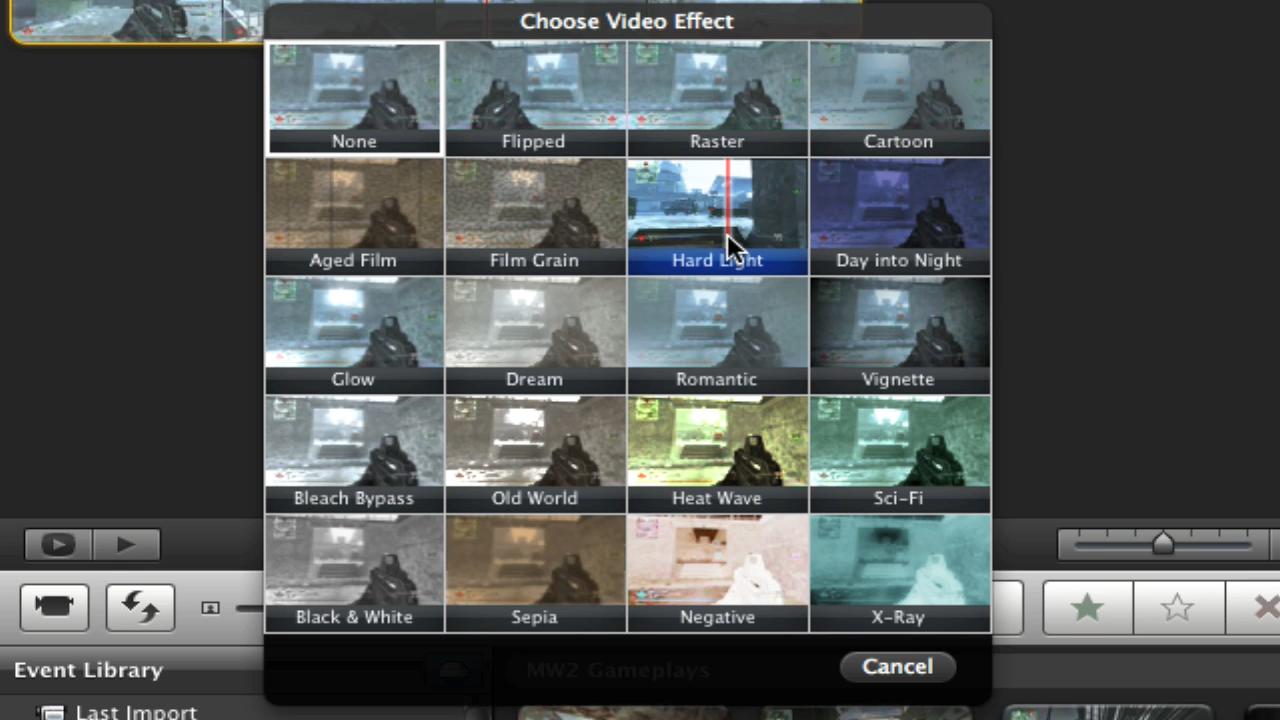 Choose Video Effect
None
Flipped
Raster
Cartoon
Aged Film
Film Grain
Hard Light
Day into Night
Glow
Dream
Romantic
Vignette
Bleach Bypass
Old World
Heat Wave
Sci-Fi
Black & White
Sepia
Negative
X-Ray
Cancel
Event Library
MW2 Gameplays
Last Import